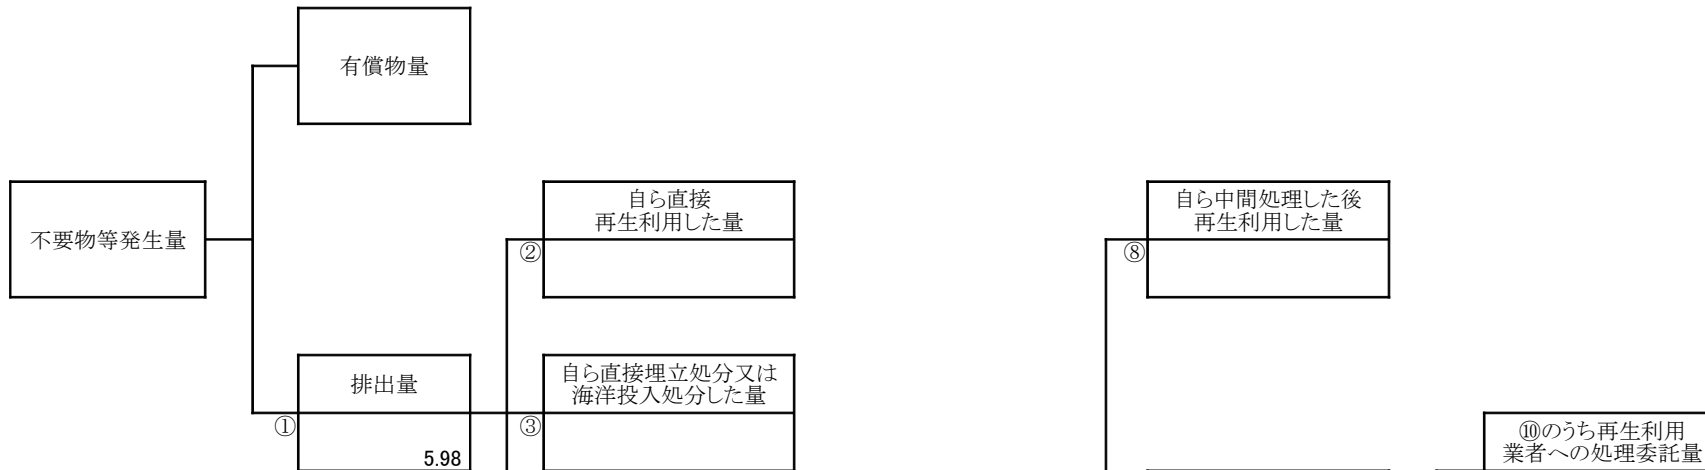 有償物量
不要物等発生量
自ら直接
再生利用した量
②
自ら中間処理した後
再生利用した量
⑧
排出量
①
5.98
自ら直接埋立処分又は
海洋投入処分した量
③
⑩のうち再生利用
業者への処理委託量